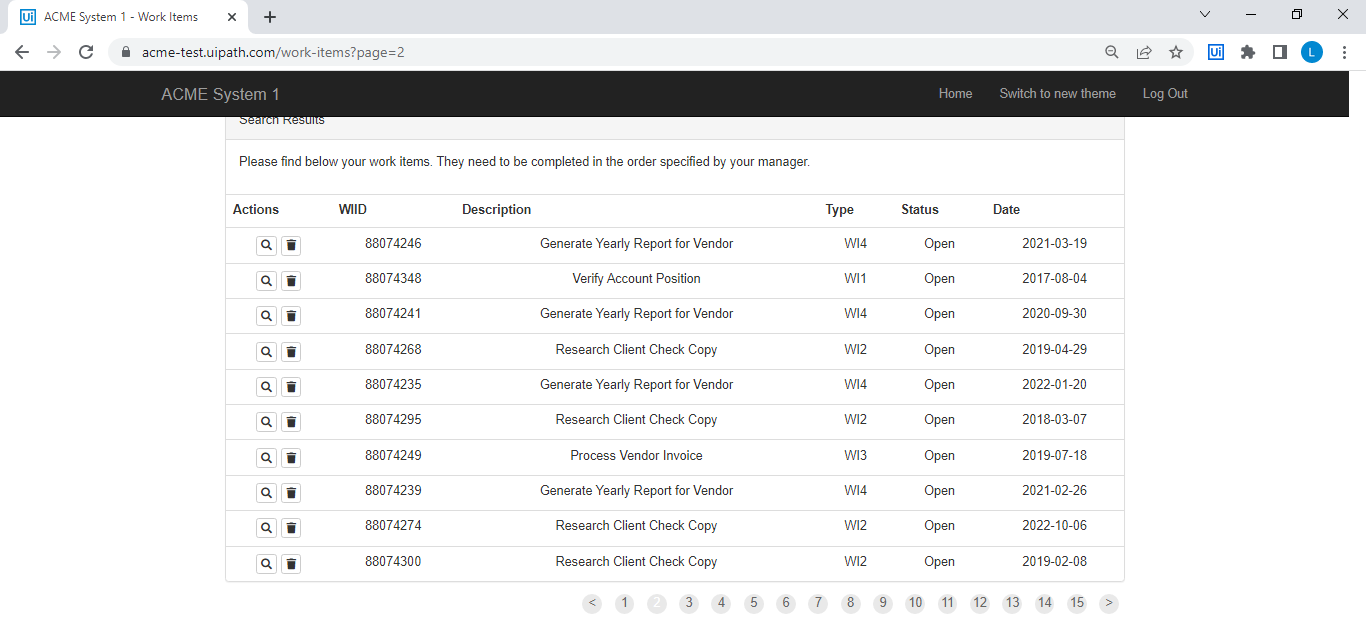 Ui ACME System 1 - Work Items
acme-test.uipath.com/work-items?page=2 Ui L
ACME System 1 Home Switch to new theme Log Out
Search Results
Please find below your work items. They need to be completed in the order specified by your manager.
Actions WIID Description Type Status Date
88074246 Generate Yearly Report for Vendor WI4 Open 2021-03-19
88074348 Verify Account Position WI1 Open 2017-08-04
88074241 Generate Yearly Report for Vendor WI4 Open 2020-09-30
88074268 Research Client Check Copy WI2 Open 2019-04-29
88074235 Generate Yearly Report for Vendor WI4 Open 2022-01-20
88074295 Research Client Check Copy WI2 Open 2018-03-07
88074249 Process Vendor Invoice WI3 Open 2019-07-18
88074239 Generate Yearly Report for Vendor WI4 Open 2021-02-26
88074274 Research Client Check Copy WI2 Open 2022-10-06
88074300 Research Client Check Copy WI2 Open 2019-02-08
< 1 2 3 4 5 6 7 8 9 10 11 12 13 14 15 >